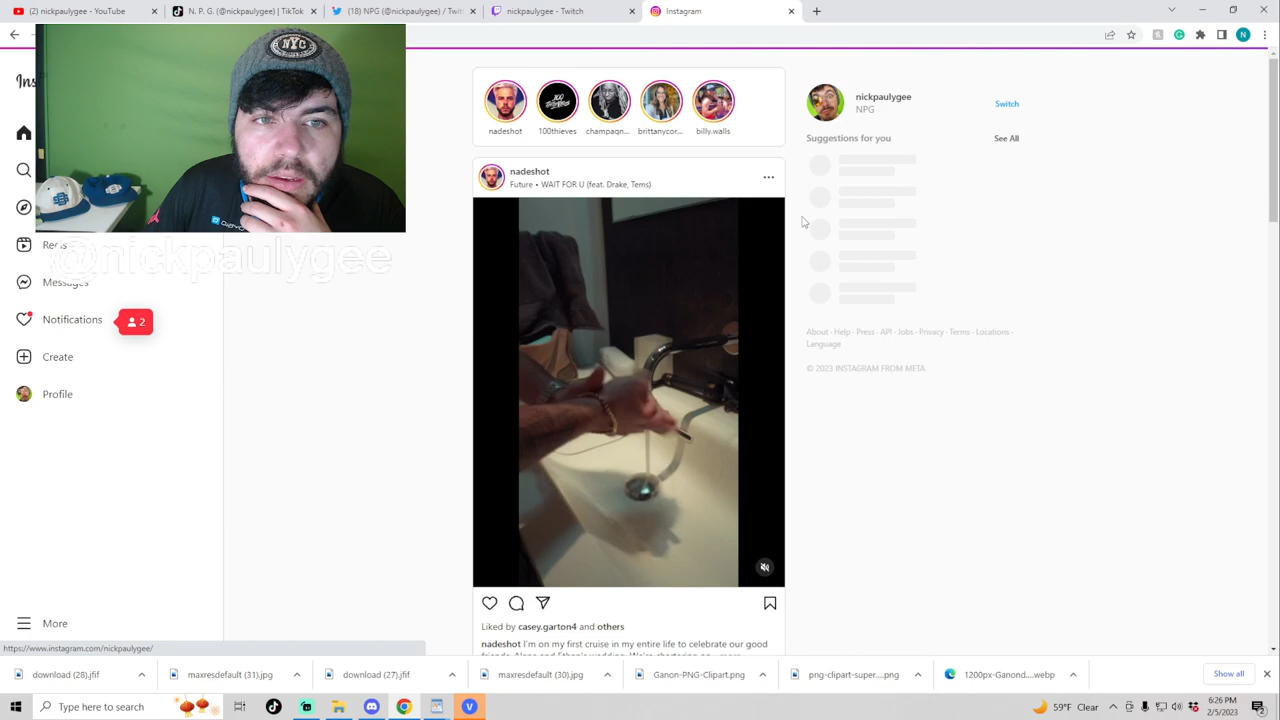 (2) nickpaulygee - YouTube
N. P. G. (@nickpaulygee) | TikTok
(18) NPG (@nickpaulygee) / Twit
nickpaulygee - Twitch
Instagram
N
NYC
Ins
Reels
Messages
Notifications
2
Create
Profile
More
@nickpaulygee
nadeshot
100thieves
champaqn...
brittanycor...
billy.walls
nadeshot
Future • WAIT FOR U (feat. Drake, Tems)
Liked by casey.garton4 and others
nadeshot I'm on my first cruise in my entire life to celebrate our good
nickpaulygee
NPG
Switch
Suggestions for you
See All
About · Help · Press · API · Jobs · Privacy · Terms · Locations ·
Language
© 2023 INSTAGRAM FROM META
https://www.instagram.com/nickpaulygee/
download (28).jfif
maxresdefault (31).jpg
download (27).jfif
maxresdefault (30).jpg
Ganon-PNG-Clipart.png
png-clipart-super....png
1200px-Ganond....webp
Show all
Type here to search
59°F Clear
6:26 PM
2/5/2023
2